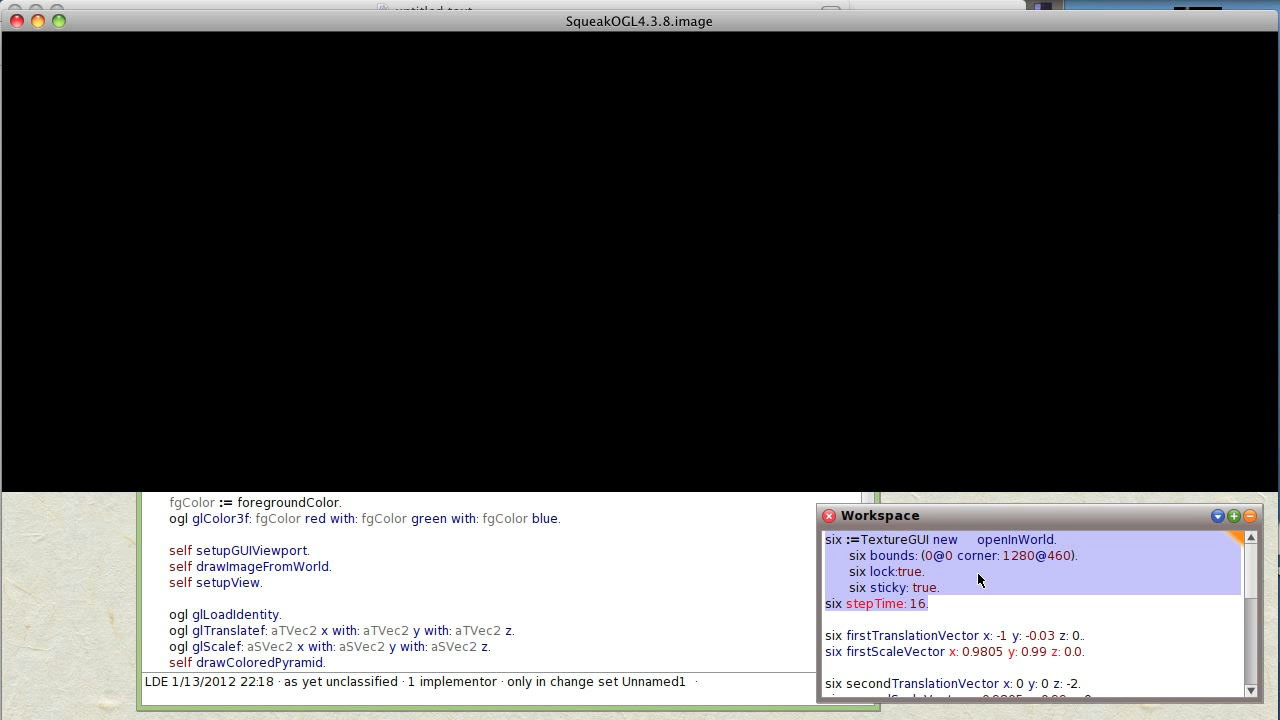 untitled text
SqueakOGL4.3.8.image
fgColor := foregroundColor.
ogl glColor3f: fgColor red with: fgColor green with: fgColor blue.
self setupGUIViewport.
self drawImageFromWorld.
self setupView.
ogl glLoadIdentity.
ogl glTranslatef: aTVec2 x with: aTVec2 y with: aTVec2 z.
ogl glScalef: aSVec2 x with: aSVec2 y with: aSVec2 z.
self drawColoredPyramid.
LDE 1/13/2012 22:18 · as yet unclassified · 1 implementor · only in change set Unnamed1 ·
Workspace
six :=TextureGUI new openInWorld.
six bounds: (0@0 corner: 1280@460).
six lock:true.
six sticky: true.
six stepTime: 16.
six firstTranslationVector x: -1 y: -0.03 z: 0..
six firstScaleVector x: 0.9805 y: 0.99 z: 0.0.
six secondTranslationVector x: 0 y: 0 z: -2.